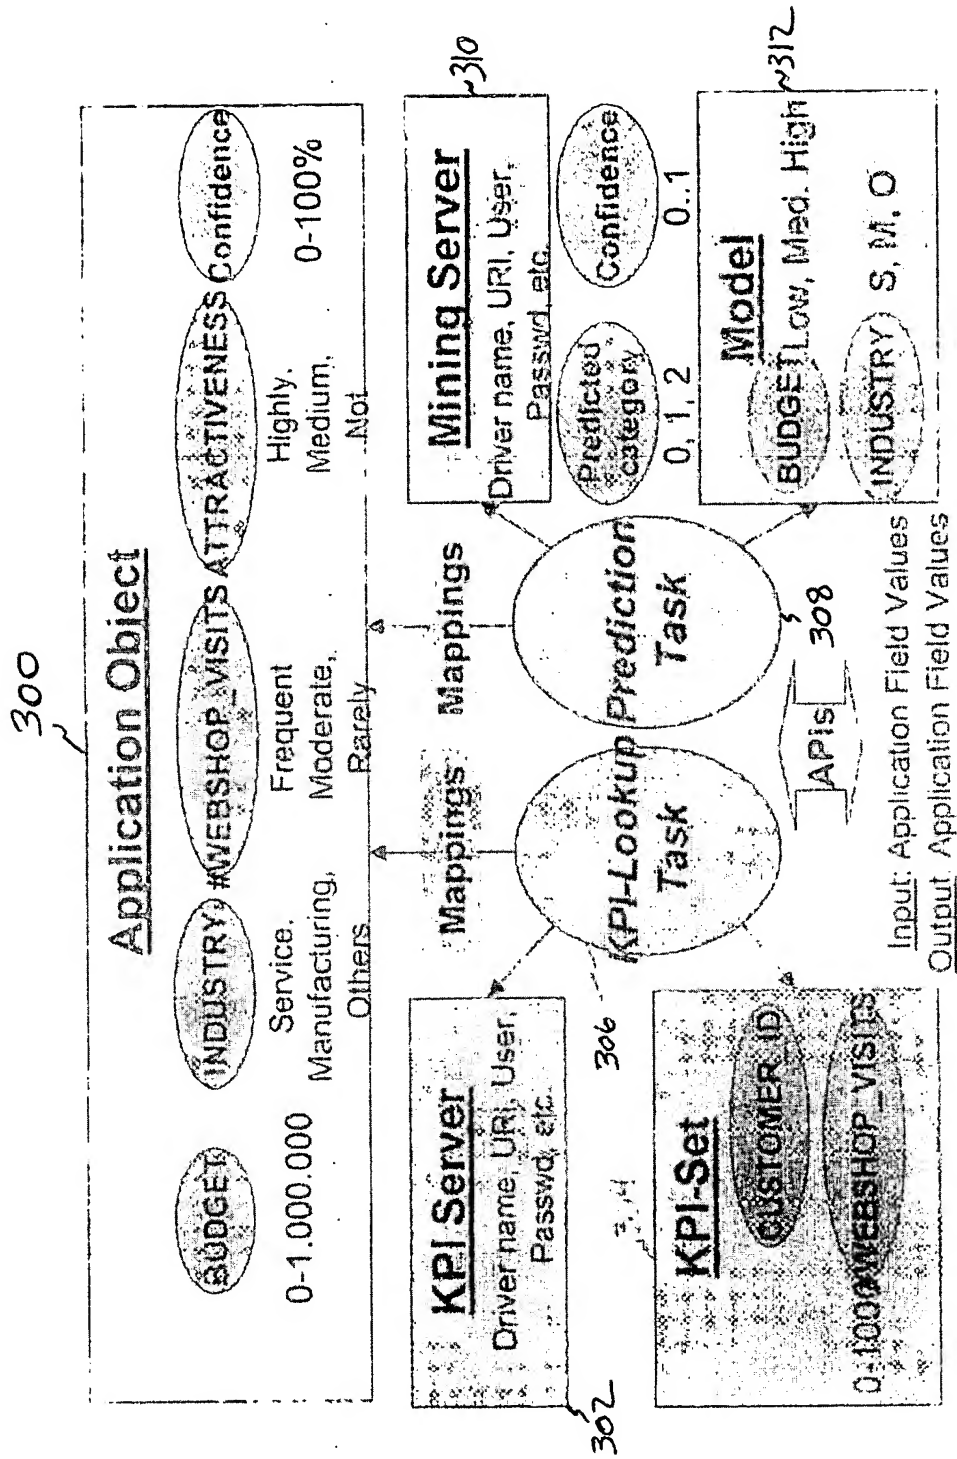 300
Application Object
BUDGET INDUSTRY #WEBSHOP_VISITS ATTRACTIVENESS Confidence
0-1.000.000
Service,
Manufacturing,
Others
Frequent
Moderate,
Rarely
Highly,
Medium,
Not
0-100%
KPI Server
Driver name, URI, User,
Passwd, etc.
302
Mappings
Mappings
Mining Server
Driver name, URI, User,
Passwd, etc.
310
KPI-Lookup
Task
306
Prediction
Task
308
Predicted
category
0, 1, 2
Confidence
0..1
KPI-Set
CUSTOMER ID
0-1000 #WEBSHOP_VISITS
APIs
Model
BUDGET Low, Med. High
INDUSTRY S, M, O
312
Input: Application Field Values
Output: Application Field Values